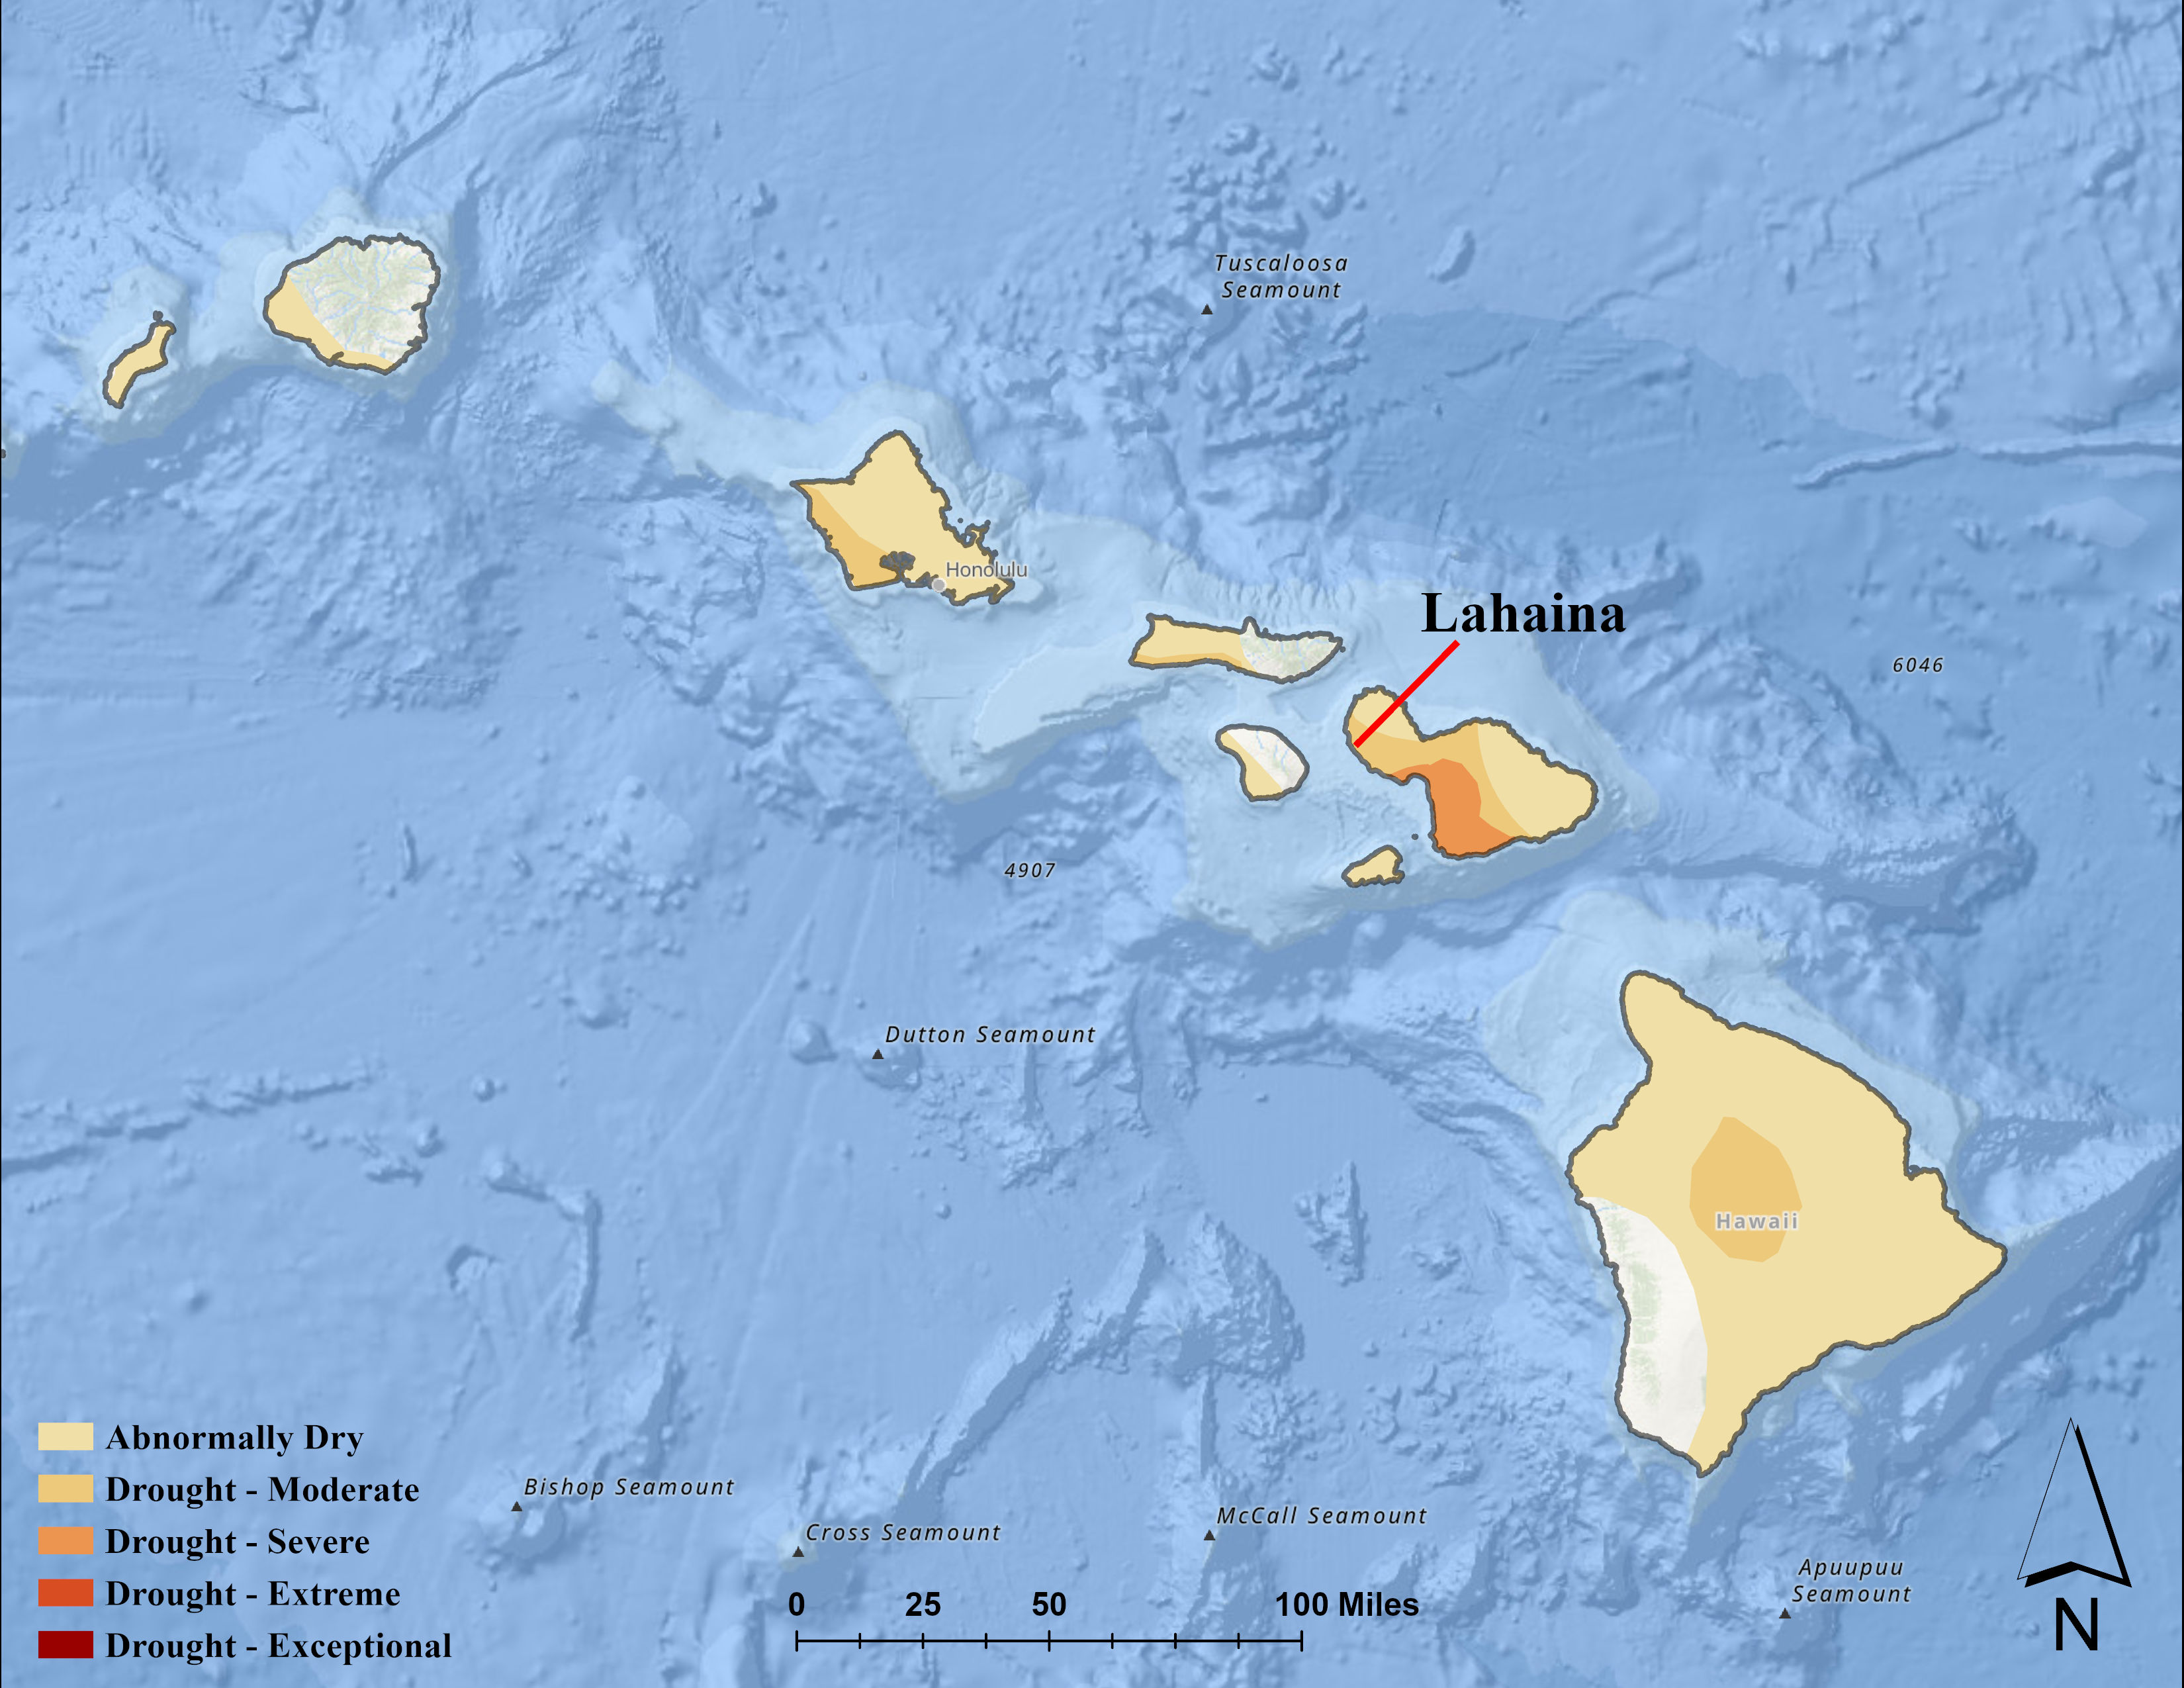 Tuscaloosa
Seamount
Honolulu
Lahaina
6046
4907
Dutton Seamount
Hawaii
Abnormally Dry
Drought - Moderate
Drought - Severe
Drought - Extreme
Drought - Exceptional
Bishop Seamount
Cross Seamount
McCall Seamount
Apuupuu
Seamount
0 25 50 100 Miles
N